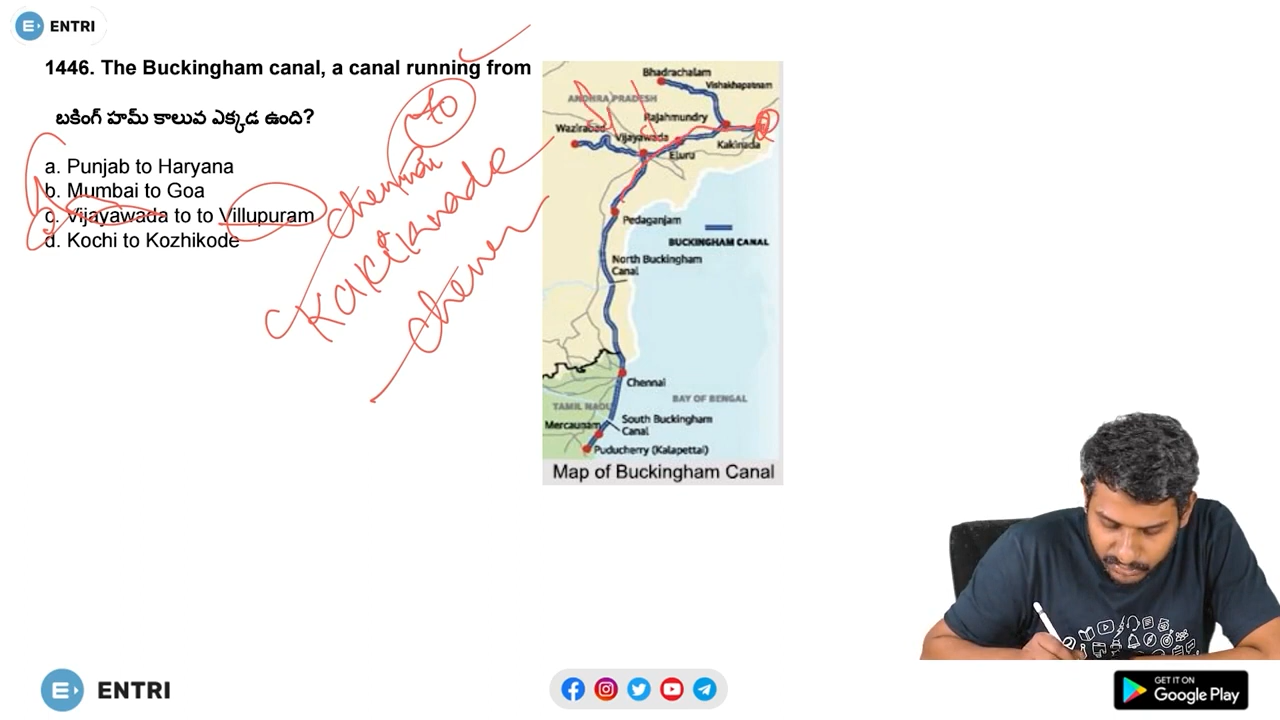 ENTRI
1446. The Buckingham canal, a canal running from
బకింగ్ హమ్ కాలువ ఎక్కడ ఉంది?
a. Punjab to Haryana
b. Mumbai to Goa
c. Vijayawada to to Villupuram
d. Kochi to Kozhikode
to
Chennai
Bhadrachalam
Vishakhapatnam
ANDHRA PRADESH
Rajahmundry
Wazirabad
Vijayawada
Eluru
Kakinada
Pedaganjam
BUCKINGHAM CANAL
North Buckingham
Canal
Chennai
BAY OF BENGAL
TAMIL NADU
South Buckingham
Canal
Mercaunam
Puducherry (Kalapettai)
Map of Buckingham Canal
ENTRI
GET IT ON
Google Play